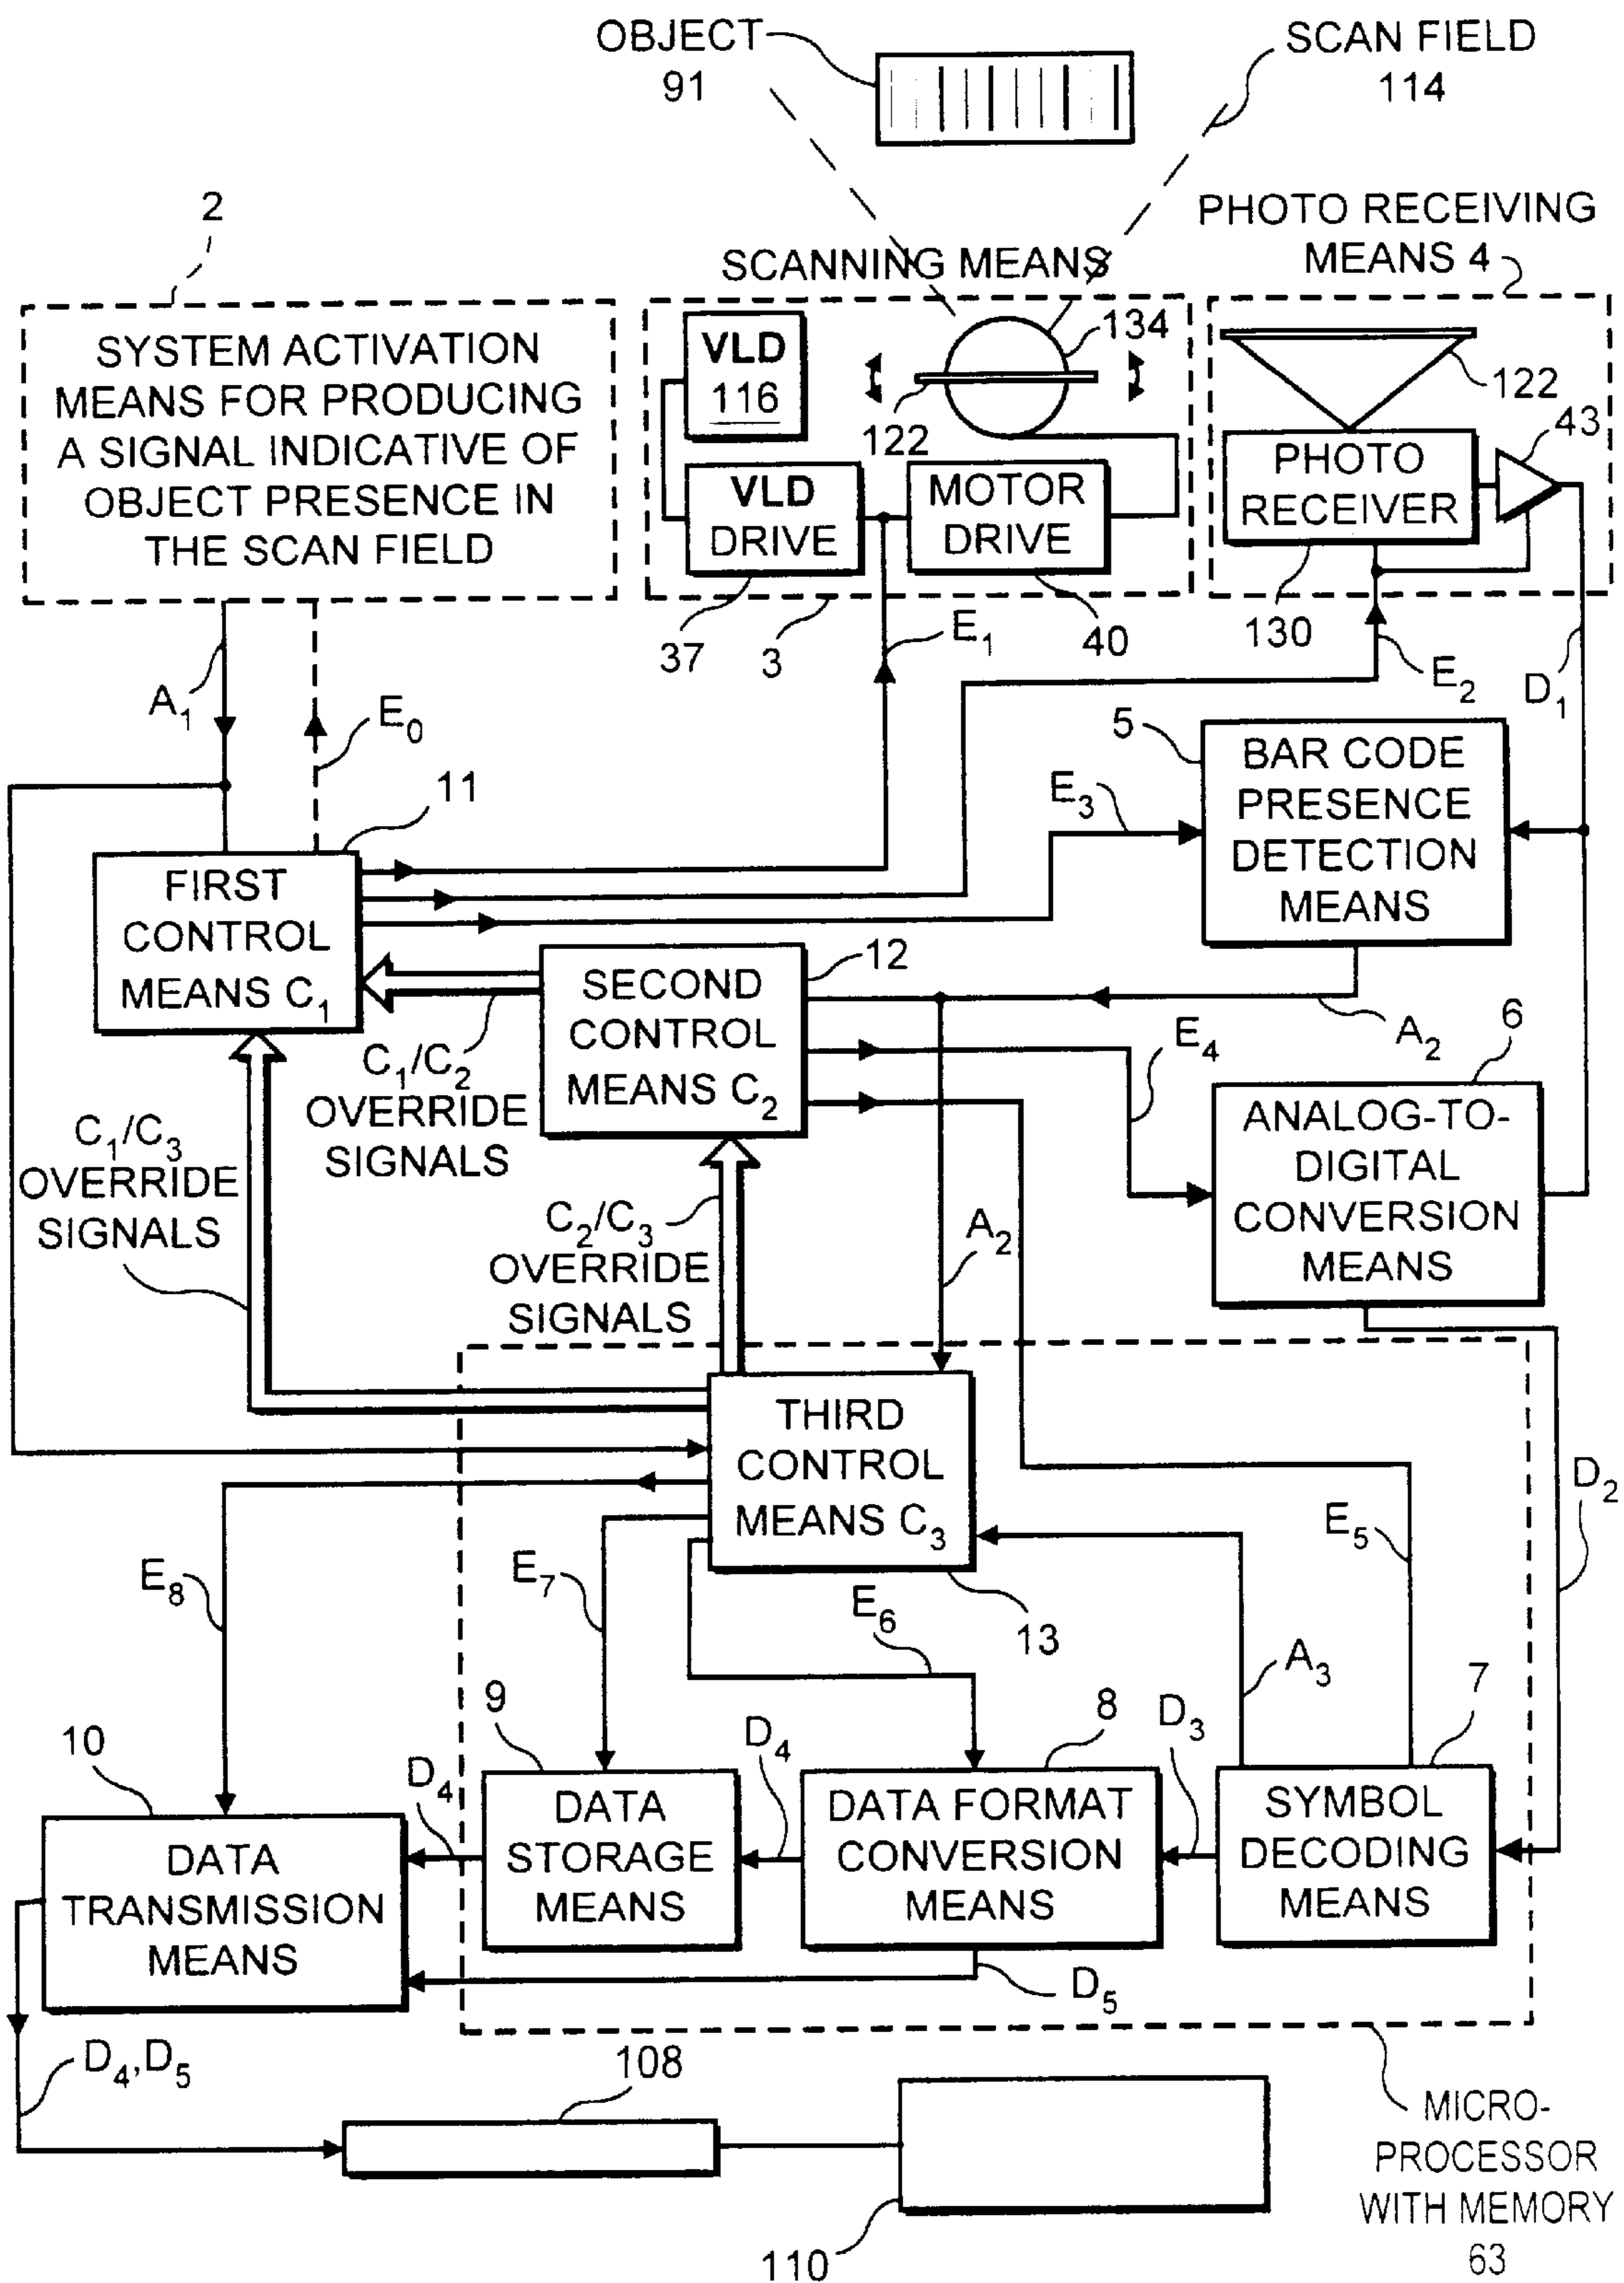 OBJECT
91
SCAN FIELD
114
2
PHOTO RECEIVING
MEANS 4
SCANNING MEANS
SYSTEM ACTIVATION
MEANS FOR PRODUCING
A SIGNAL INDICATIVE OF
OBJECT PRESENCE IN
THE SCAN FIELD
VLD
116
134
122
122
43
VLD
DRIVE
MOTOR
DRIVE
PHOTO
RECEIVER
37
3
E1
40
130
E2
D1
A1
E0
11
5
BAR CODE
PRESENCE
DETECTION
MEANS
E3
FIRST
CONTROL
MEANS C1
12
SECOND
CONTROL
MEANS C2
A2
6
E4
C1/C2
OVERRIDE
SIGNALS
C1/C3
OVERRIDE
SIGNALS
ANALOG-TO-
DIGITAL
CONVERSION
MEANS
C2/C3
OVERRIDE
SIGNALS
A2
THIRD
CONTROL
MEANS C3
D2
E5
E8
E7
E6
13
A3
7
9
8
D3
10
D4
D4
DATA
STORAGE
MEANS
DATA FORMAT
CONVERSION
MEANS
SYMBOL
DECODING
MEANS
DATA
TRANSMISSION
MEANS
D5
D4,D5
108
MICRO-
PROCESSOR
WITH MEMORY
63
110